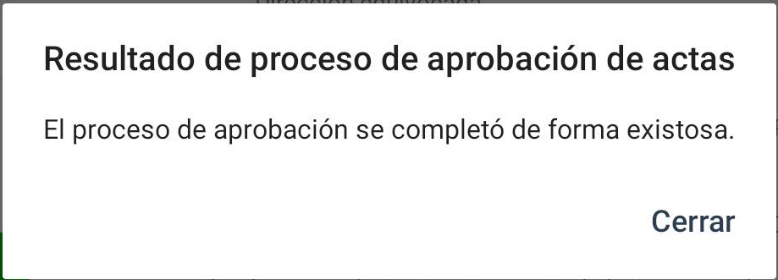 Resultado de proceso de aprobación de actas
El proceso de aprobación se completó de forma existosa.
Cerrar